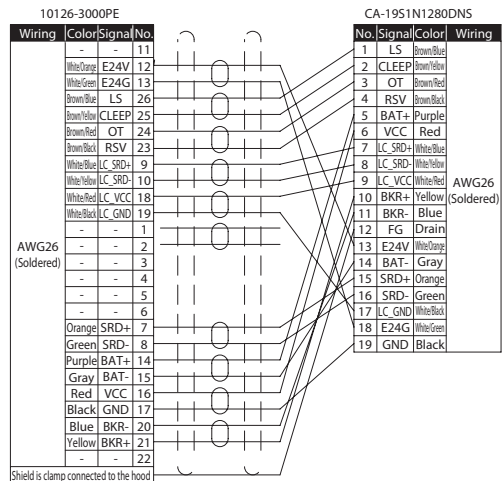 10126-3000PE
Wiring Color Signal No.
- - 11
White/Orange E24V 12
White/Green E24G 13
Brown/Blue LS 26
Brown/Yellow CLEEP 25
Brown/Red OT 24
Brown/Black RSV 23
White/Blue LC_SRD+ 9
White/Yellow LC_SRD- 10
White/Red LC_VCC 18
White/Black LC_GND 19
- - 1
- - 2
- - 3
- - 4
- - 5
- - 6
Orange SRD+ 7
Green SRD- 8
Purple BAT+ 14
Gray BAT- 15
Red VCC 16
Black GND 17
Blue BKR- 20
Yellow BKR+ 21
- - 22
AWG26
(Soldered)
Shield is clamp connected to the hood
CA-19S1N1280DNS
No. Signal Color Wiring
1 LS Brown/Blue
2 CLEEP Brown/Yellow
3 OT Brown/Red
4 RSV Brown/Black
5 BAT+ Purple
6 VCC Red
7 LC_SRD+ White/Blue
8 LC_SRD- White/Yellow
9 LC_VCC White/Red
10 BKR+ Yellow
11 BKR- Blue
12 FG Drain
13 E24V White/Orange
14 BAT- Gray
15 SRD+ Orange
16 SRD- Green
17 LC_GND White/Black
18 E24G White/Green
19 GND Black
AWG26
(Soldered)